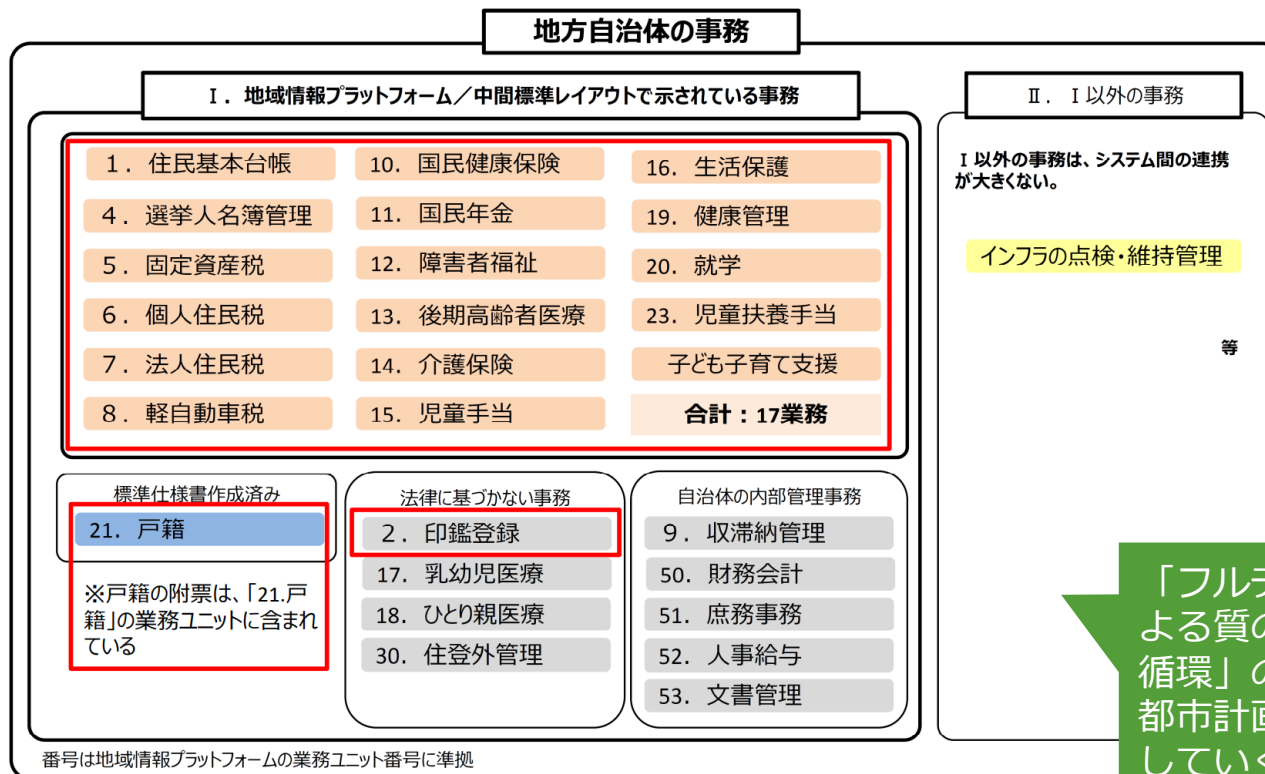 地方自治体の事務
Ⅰ．地域情報プラットフォーム／中間標準レイアウトで示されている事務
1．住民基本台帳
4．選挙人名簿管理
5．固定資産税
6．個人住民税
7．法人住民税
8．軽自動車税
10．国民健康保険
11．国民年金
12．障害者福祉
13．後期高齢者医療
14．介護保険
15．児童手当
16．生活保護
19．健康管理
20．就学
23．児童扶養手当
子ども子育て支援
合計：17業務
標準仕様書作成済み
21．戸籍
※戸籍の附票は、「21.戸
籍」の業務ユニットに含まれ
ている
法律に基づかない事務
2．印鑑登録
17．乳幼児医療
18．ひとり親医療
30．住登外管理
自治体の内部管理事務
9．収滞納管理
50．財務会計
51．庶務事務
52．人事給与
53．文書管理
Ⅱ．Ⅰ以外の事務
Ⅰ以外の事務は、システム間の連携
が大きくない。
インフラの点検・維持管理
等
「フルデ
よる質の
循環」の
都市計画
していく
番号は地域情報プラットフォームの業務ユニット番号に準拠